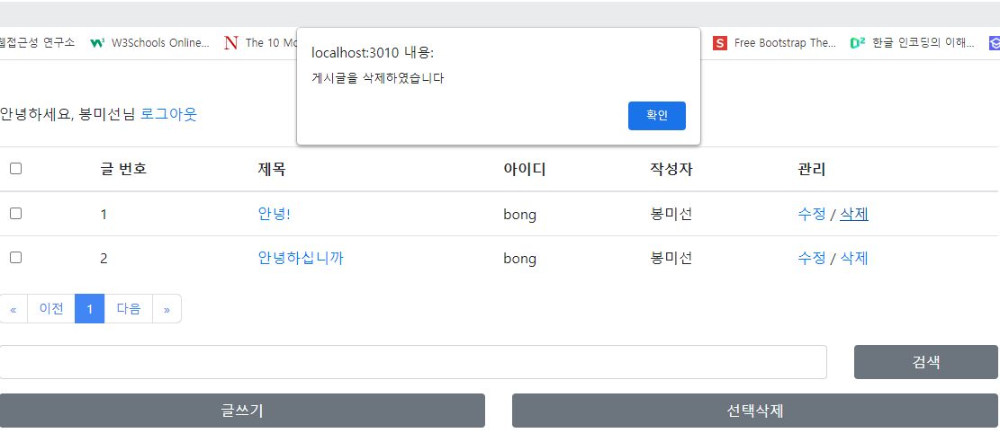 웹접근성 연구소 W3Schools Online... The 10 Mo
Free Bootstrap The... 한글 인코딩의 이해...
localhost:3010 내용:
게시글을 삭제하였습니다
확인
안녕하세요, 봉미선님 로그아웃
글 번호 제목 아이디 작성자 관리
1 안녕! bong 봉미선 수정 / 삭제
2 안녕하십니까 bong 봉미선 수정 / 삭제
« 이전 1 다음 »
검색
글쓰기 선택삭제